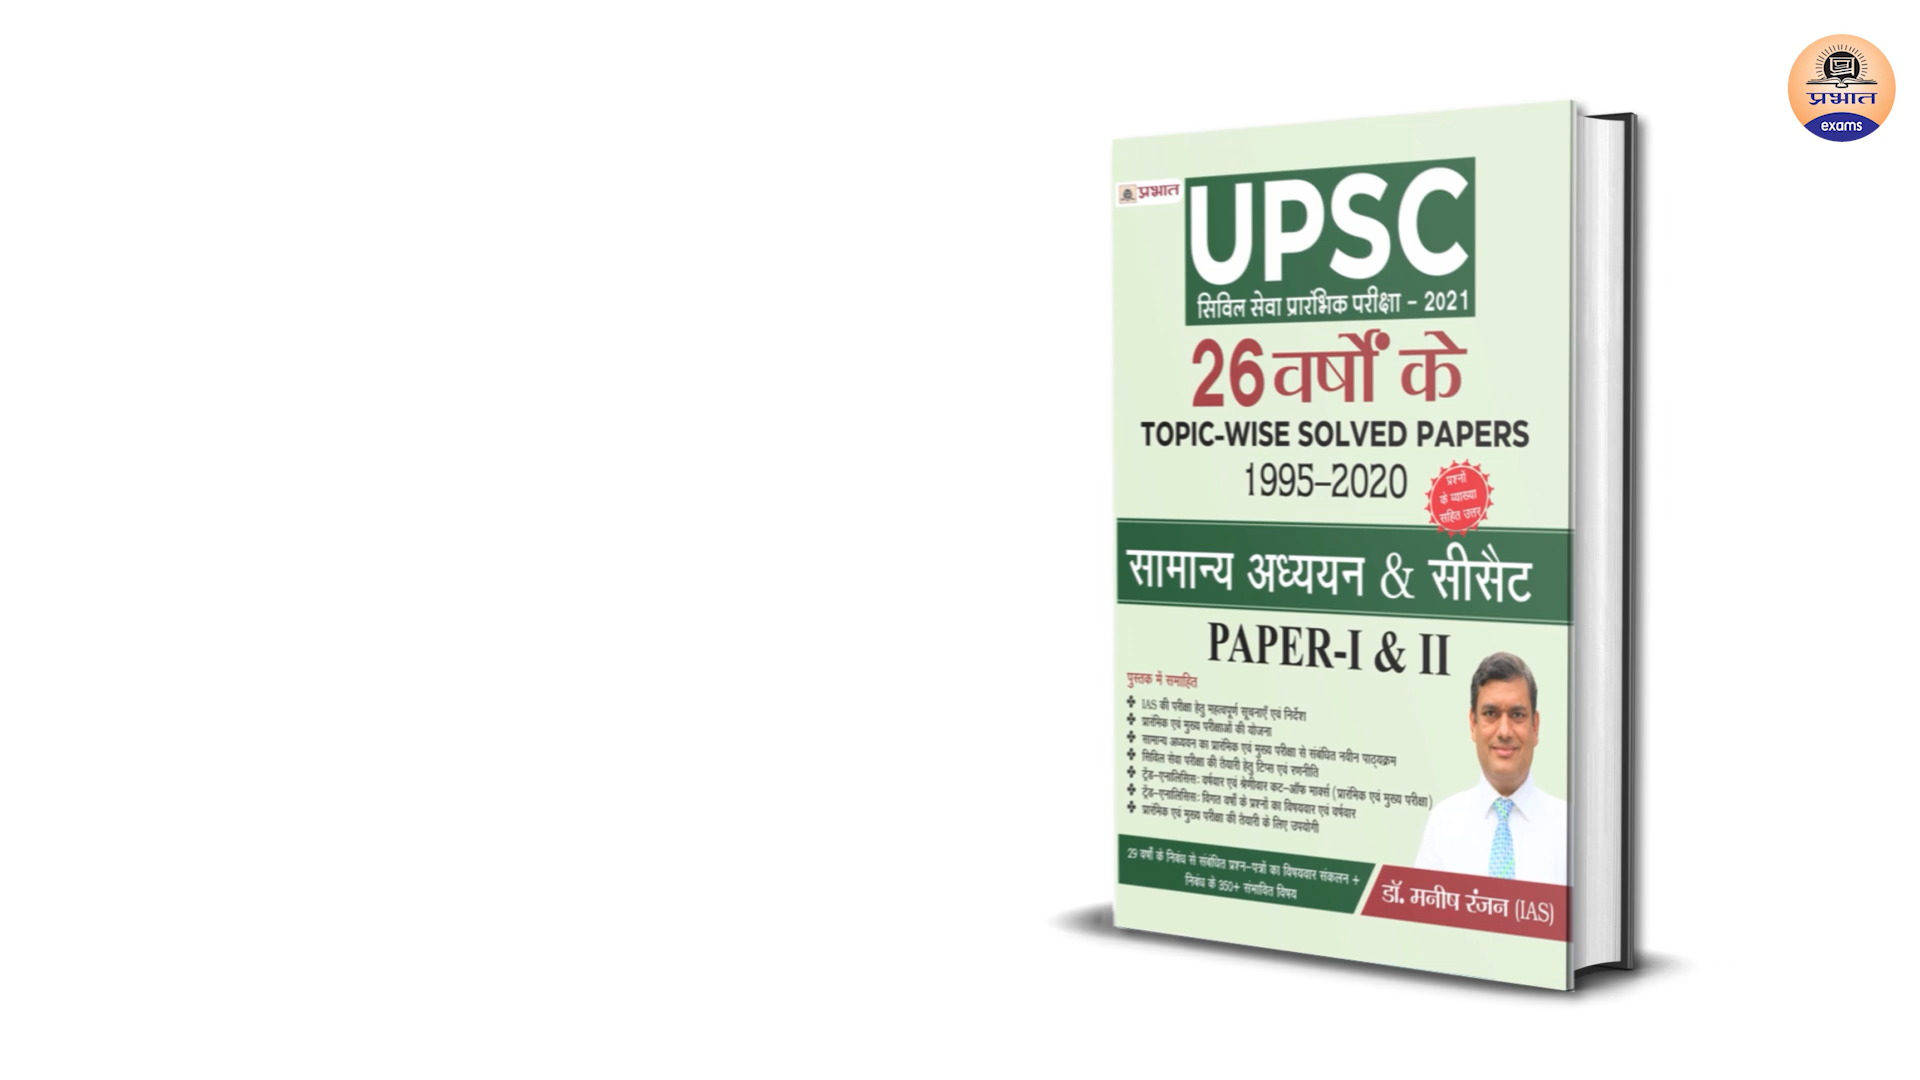 प्रभात
exams
प्रभात
UPSC
सिविल सेवा प्रारंभिक परीक्षा - 2021
26 वर्षों के
TOPIC-WISE SOLVED PAPERS
1995–2020
प्रश्नों
के व्याख्या
सहित उत्तर
सामान्य अध्ययन & सीसैट
PAPER-I & II
पुस्तक में समाहित
IAS की परीक्षा हेतु महत्वपूर्ण सूचनाएँ एवं निर्देश
प्रारंभिक एवं मुख्य परीक्षाओं की योजना
सामान्य अध्ययन का प्रारंभिक एवं मुख्य परीक्षा से संबंधित नवीन पाठ्यक्रम
सिविल सेवा परीक्षा की तैयारी हेतु टिप्स एवं रणनीति
ट्रेंड-एनालिसिस: वर्षवार एवं श्रेणीवार कट-ऑफ मार्क्स (प्रारंभिक एवं मुख्य परीक्षा)
ट्रेंड-एनालिसिस: विगत वर्षों के प्रश्नों का विषयवार एवं वर्षवार
प्रारंभिक एवं मुख्य परीक्षा की तैयारी के लिए उपयोगी
29 वर्षों के निबंध से संबंधित प्रश्न-पत्रों का विषयवार संकलन +
निबंध के 350+ संभावित विषय
डॉ. मनीष रंजन (IAS)